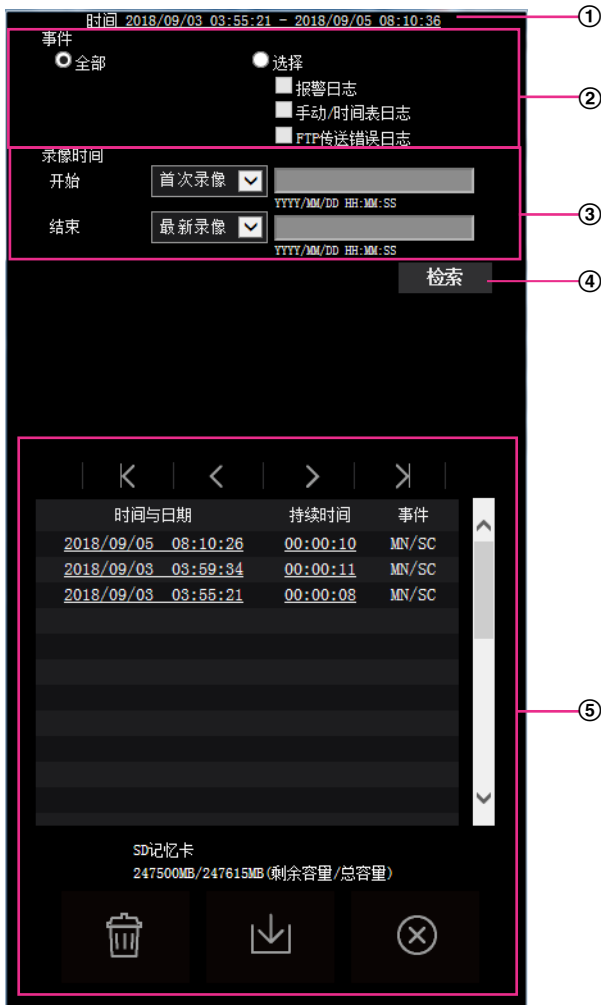 时间 2018/09/03 03:55:21 - 2018/09/05 08:10:36 ①
事件
全部 选择
报警日志 ②
手动/时间表日志
FTP传送错误日志
录像时间
开始 首次录像
YYYY/MM/DD HH:MM:SS ③
结束 最新录像
YYYY/MM/DD HH:MM:SS
检索 ④
时间与日期 持续时间 事件
2018/09/05 08:10:26 00:00:10 MN/SC
2018/09/03 03:59:34 00:00:11 MN/SC
2018/09/03 03:55:21 00:00:08 MN/SC
⑤
SD记忆卡
247500MB/247615MB(剩余容量/总容量)